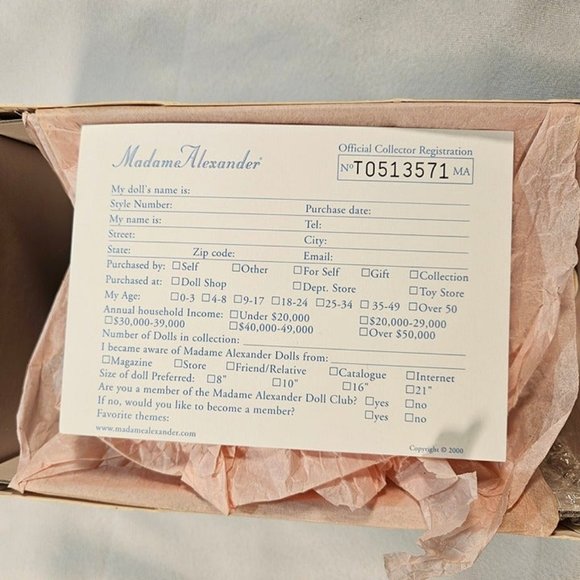 Madame Alexander®
Official Collector Registration
Nº T0513571 MA
My doll's name is:
Style Number: Purchase date:
My name is: Tel:
Street: City:
State: Zip code: Email:
Purchased by: □Self □Other □For Self □Gift □Collection
Purchased at: □Doll Shop □Dept. Store □Toy Store
My Age: □0-3 □4-8 □9-17 □18-24 □25-34 □35-49 □Over 50
Annual household Income: □Under $20,000 □$20,000-29,000
□$30,000-39,000 □$40,000-49,000 □Over $50,000
Number of Dolls in collection:
I became aware of Madame Alexander Dolls from:
□Magazine □Store □Friend/Relative □Catalogue □Internet
Size of doll Preferred: □8" □10" □16" □21"
Are you a member of the Madame Alexander Doll Club? □yes □no
If no, would you like to become a member? □yes □no
Favorite themes:
www.madamealexander.com
Copyright © 2000